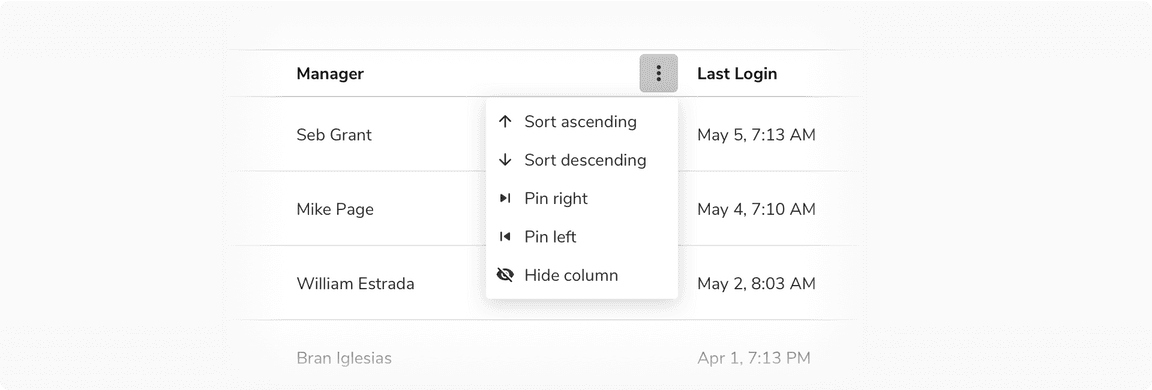 Manager
Last Login
Sort ascending
Seb Grant
May 5, 7:13 AM
Sort descending
Pin right
Mike Page
May 4, 7:10 AM
Pin left
Hide column
William Estrada
May 2, 8:03 AM
Bran Iglesias
Apr 1, 7:13 PM